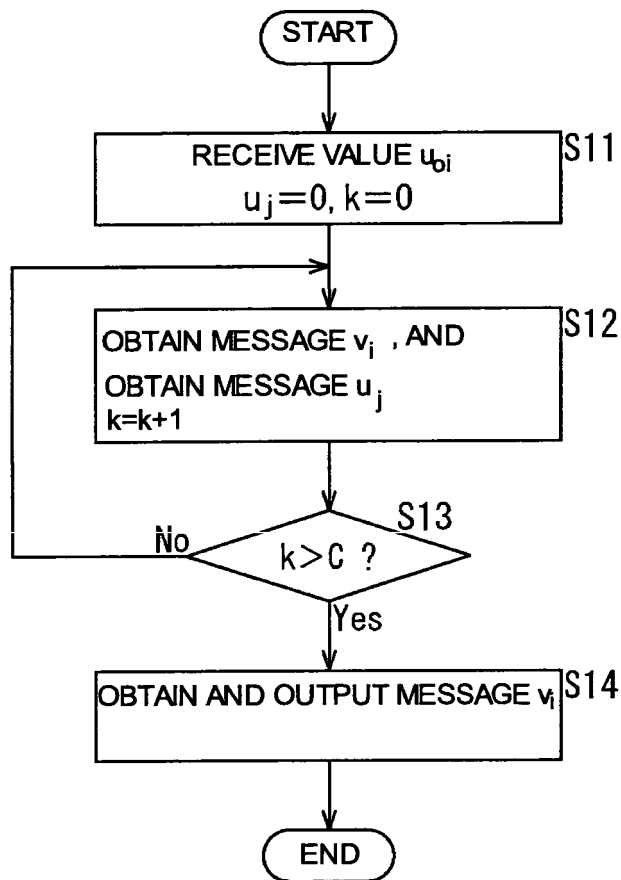 START
RECEIVE VALUE u₀ᵢ
uⱼ=0, k=0
S11
OBTAIN MESSAGE vᵢ , AND
OBTAIN MESSAGE uⱼ
k=k+1
S12
S13
k>C ?
No
Yes
OBTAIN AND OUTPUT MESSAGE vᵢ
S14
END